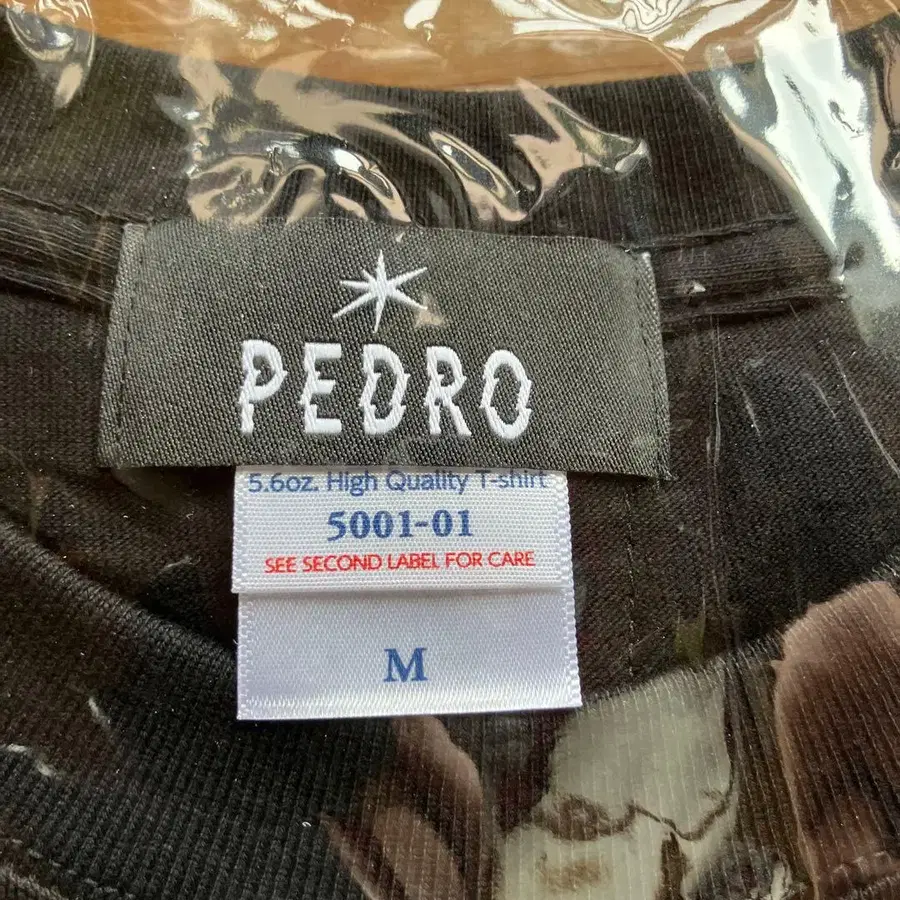 PEDRO
5.6oz. High Quality T-shirt
5001-01
SEE SECOND LABEL FOR CARE
M